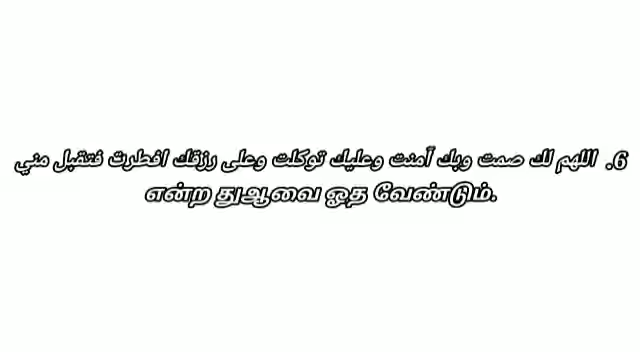 6. اللهم لك صمت وبك آمنت وعليك توكلت وعلى رزقك افطرت فتقبل مني
என்ற துஆவை ஓத வேண்டும்.